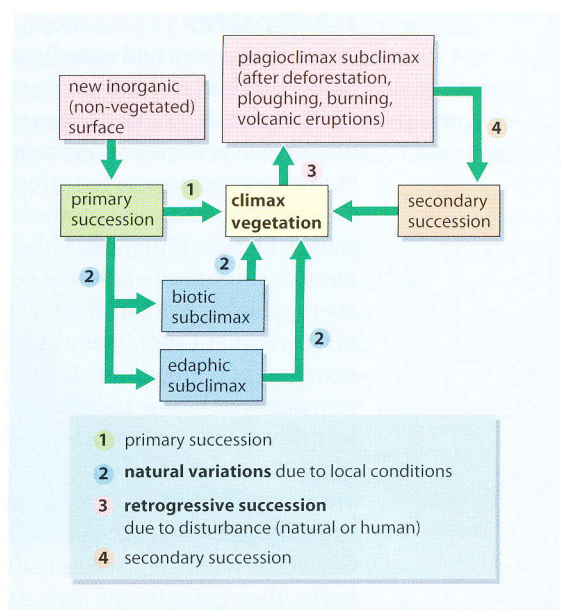 new inorganic
(non-vegetated)
surface
plagioclimax subclimax
(after deforestation,
ploughing, burning,
volcanic eruptions)
4
3
primary
succession
1
climax
vegetation
secondary
succession
2
2
biotic
subclimax
2
edaphic
subclimax
1 primary succession
2 natural variations due to local conditions
3 retrogressive succession
due to disturbance (natural or human)
4 secondary succession